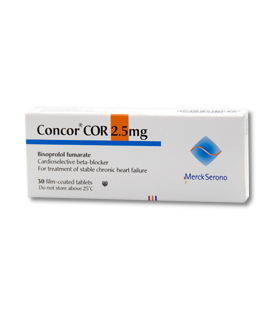 Concor® COR 2.5mg
Bisoprolol fumarate
Cardioselective beta-blocker
For treatment of stable chronic heart failure
30 film-coated tablets
Do not store above 25°C
Merck Serono